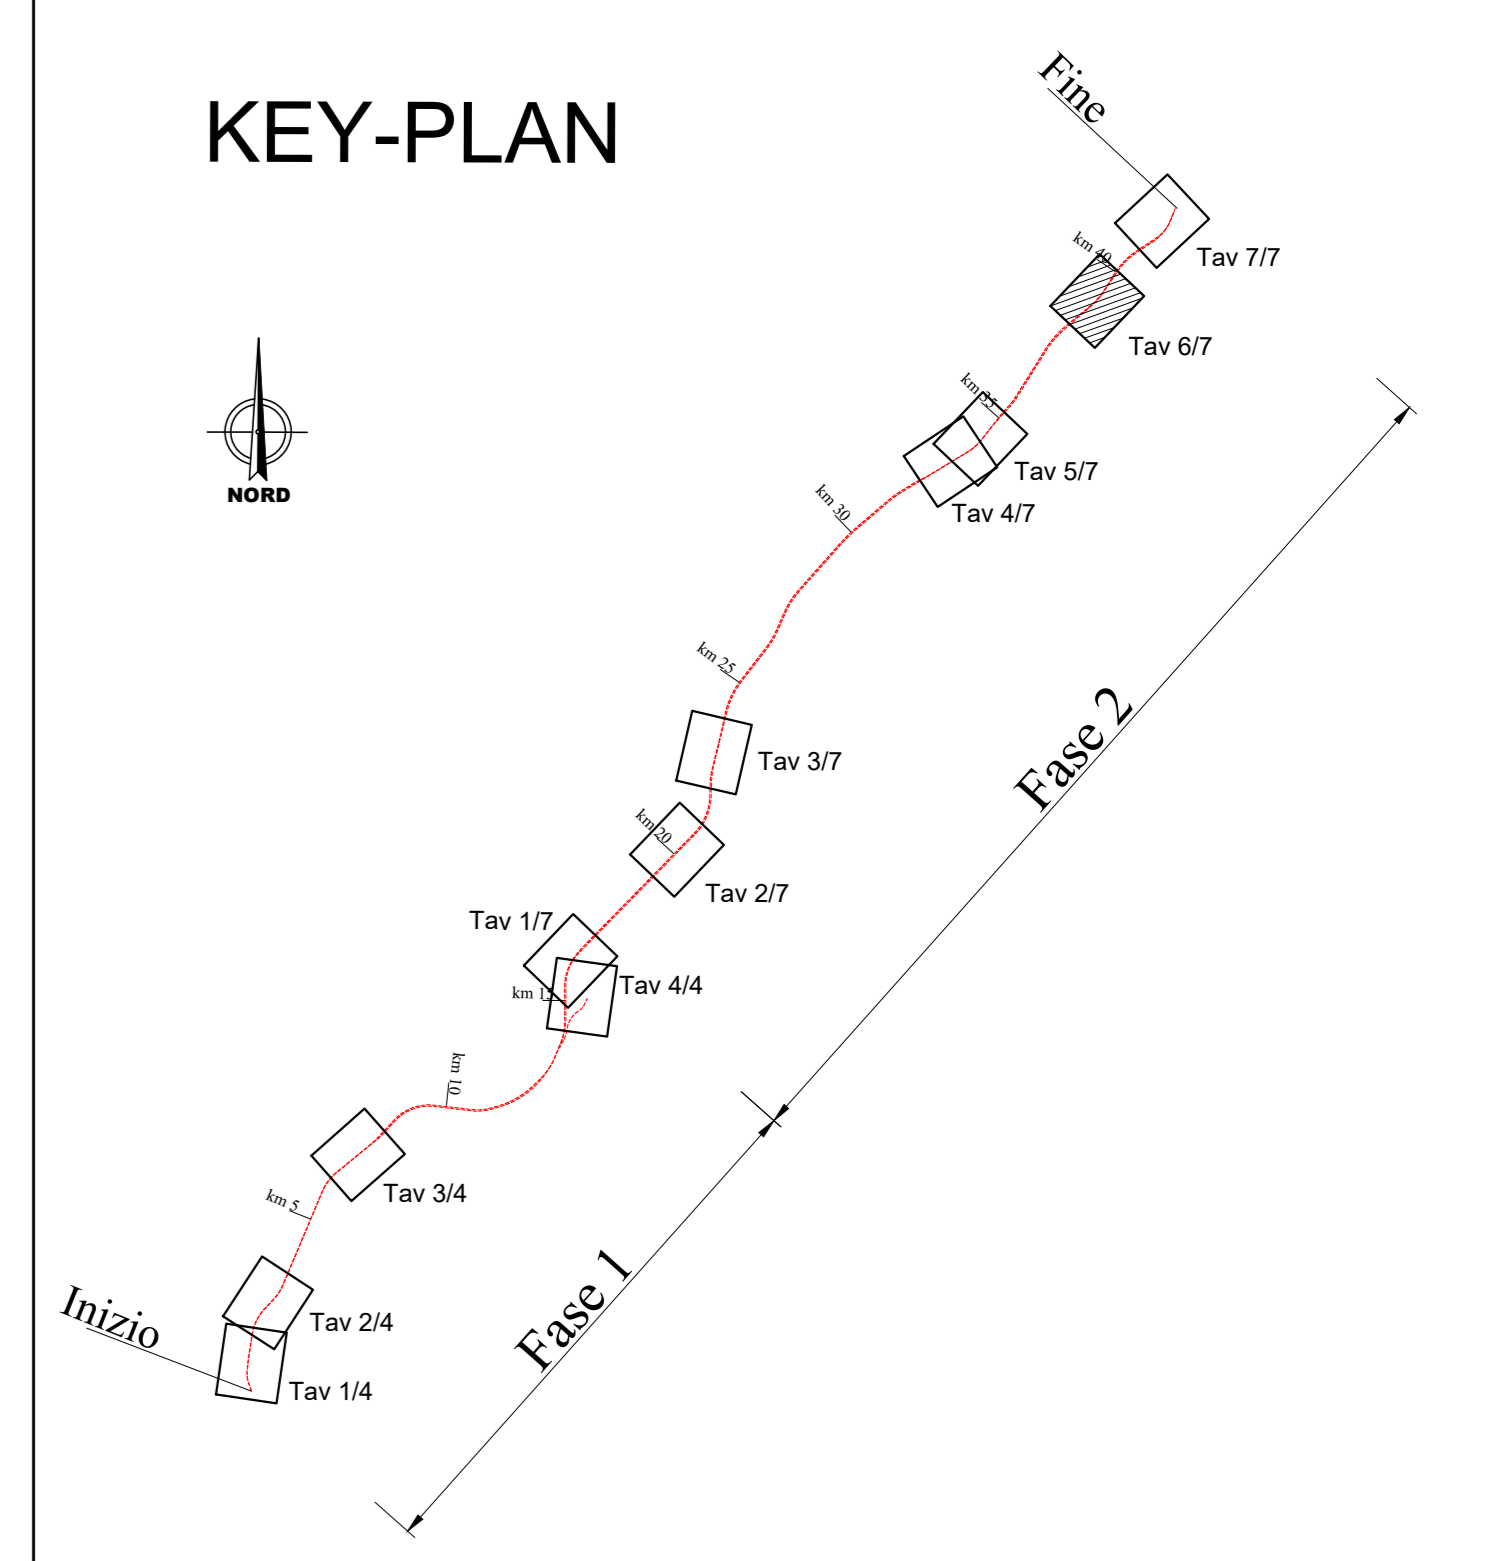 Fine
KEY-PLAN
Tav 7/7
km 40
Tav 6/7
km 35
Tav 5/7
NORD
km 30
Tav 4/7
km 25
Fase 2
Tav 3/7
km 20
Tav 2/7
Tav 1/7
Tav 4/4
km 15
km 10
Tav 3/4
km 5
Fase 1
Inizio
Tav 2/4
Tav 1/4